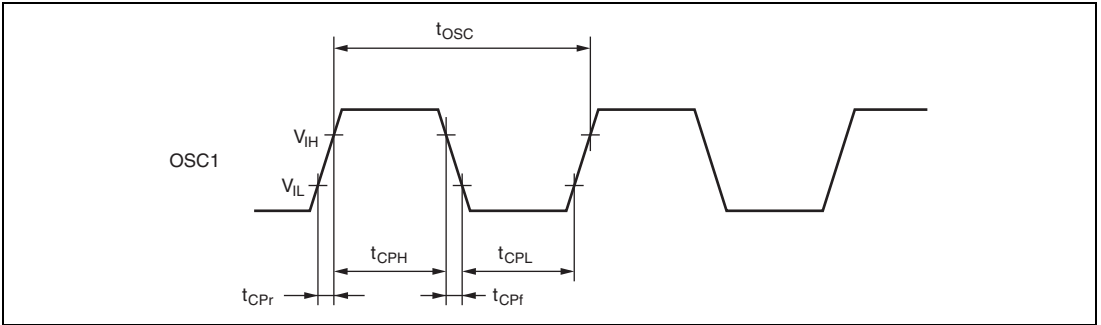 tOSC
VIH
OSC1
VIL
tCPH
tCPL
tCPr
tCPf